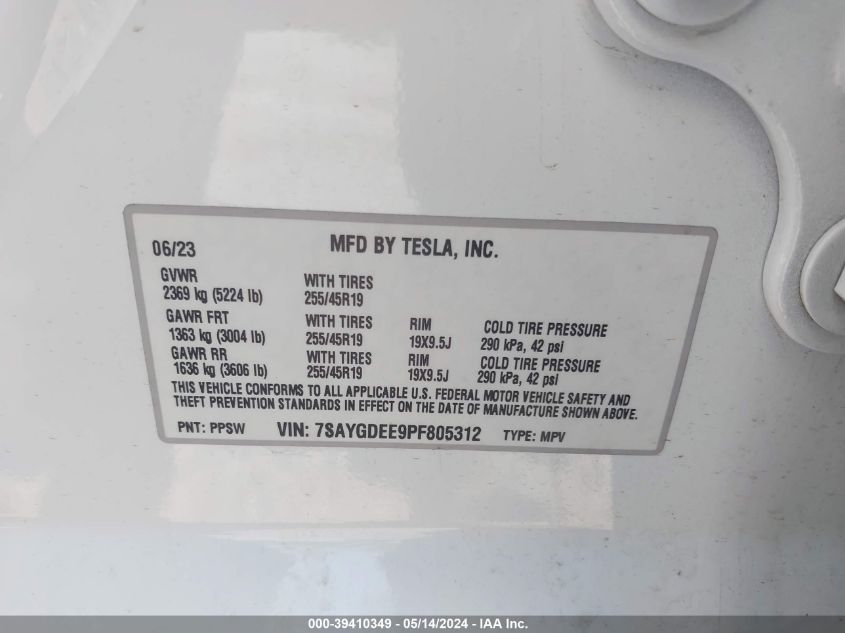 06/23 MFD BY TESLA, INC.
GVWR
2369 kg (5224 lb)
WITH TIRES
255/45R19
GAWR FRT
1363 kg (3004 lb)
WITH TIRES
255/45R19
RIM
19X9.5J
COLD TIRE PRESSURE
290 kPa, 42 psi
GAWR RR
1636 kg (3606 lb)
WITH TIRES
255/45R19
RIM
19X9.5J
COLD TIRE PRESSURE
290 kPa, 42 psi
THIS VEHICLE CONFORMS TO ALL APPLICABLE U.S. FEDERAL MOTOR VEHICLE SAFETY AND
THEFT PREVENTION STANDARDS IN EFFECT ON THE DATE OF MANUFACTURE SHOWN ABOVE.
PNT: PPSW VIN: 7SAYGDEE9PF805312 TYPE: MPV
000-39410349 - 05/14/2024 - IAA Inc.